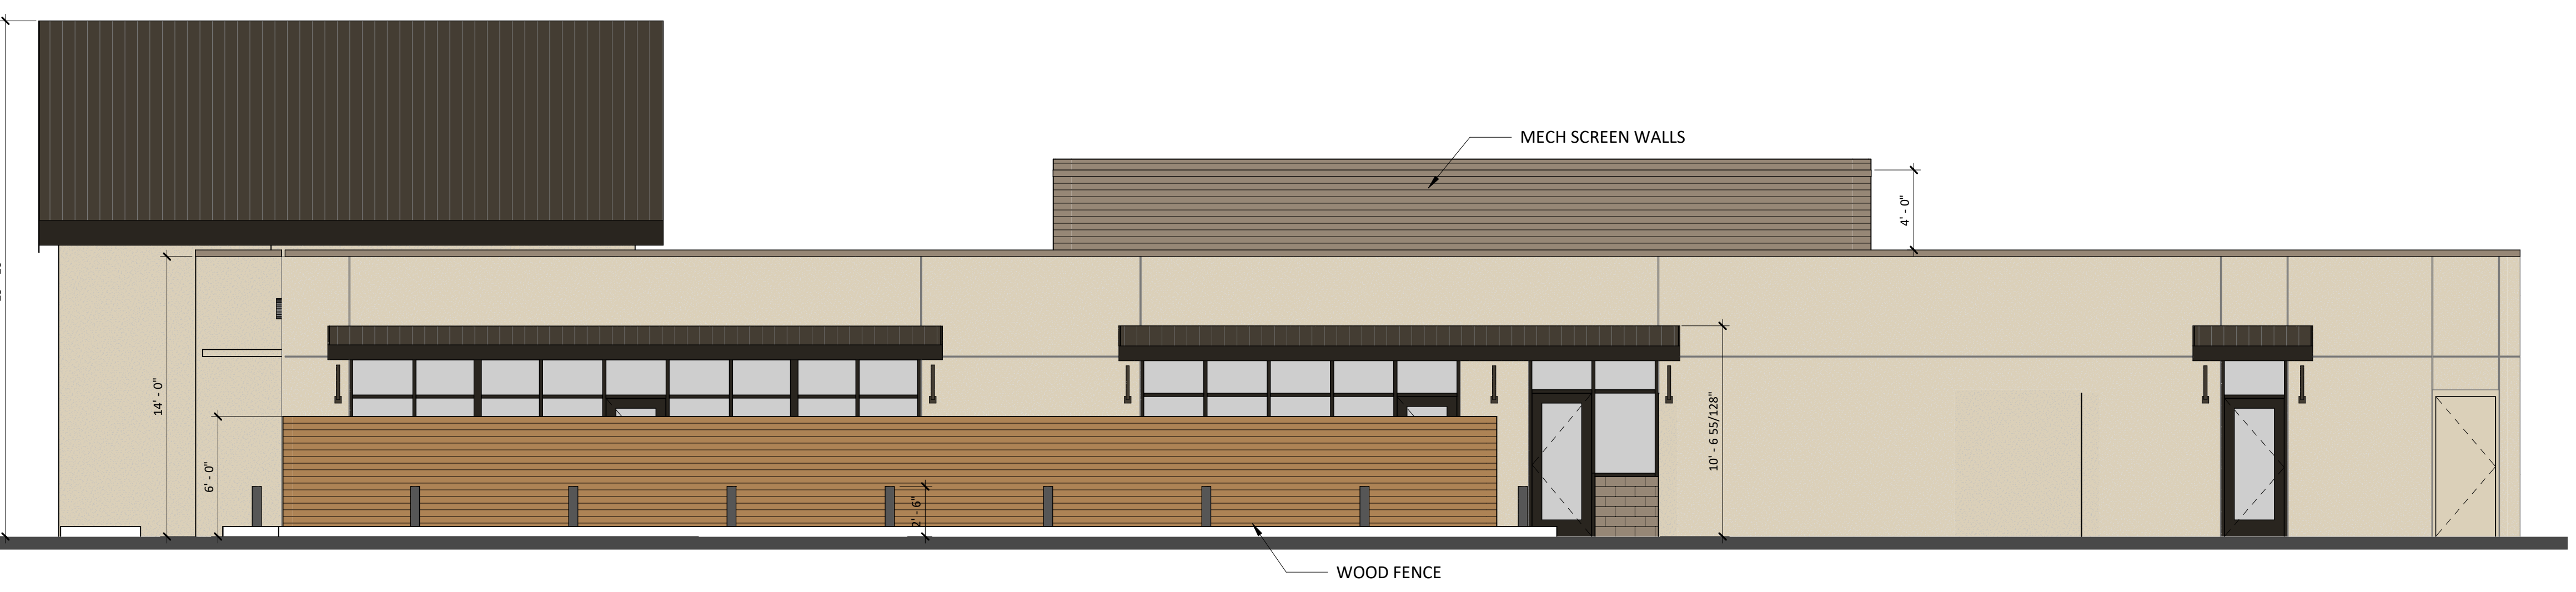 MECH SCREEN WALLS
4' - 0"
14' - 0"
10' - 6 55/128"
6' - 0"
2' - 6"
WOOD FENCE